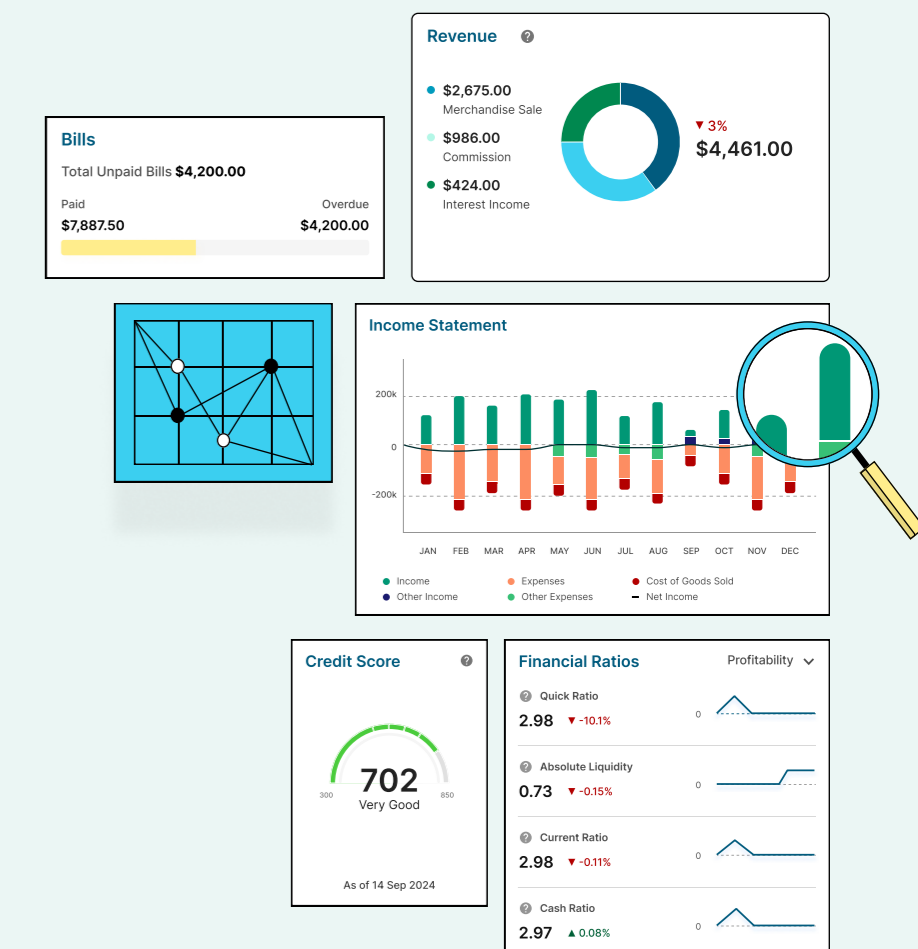 Revenue
$2,675.00
Merchandise Sale
$986.00
Commission
$424.00
Interest Income
▼ 3%
$4,461.00
Bills
Total Unpaid Bills $4,200.00
Paid Overdue
$7,887.50 $4,200.00
Income Statement
200k
0
-200k
JAN FEB MAR APR MAY JUN JUL AUG SEP OCT NOV DEC
Income Expenses Cost of Goods Sold
Other Income Other Expenses Net Income
Credit Score
702
300 850
Very Good
As of 14 Sep 2024
Financial Ratios Profitability
Quick Ratio
2.98 ▼ -10.1% 0
Absolute Liquidity
0.73 ▼ -0.15% 0
Current Ratio
2.98 ▼ -0.11% 0
Cash Ratio
2.97 ▲ 0.08% 0